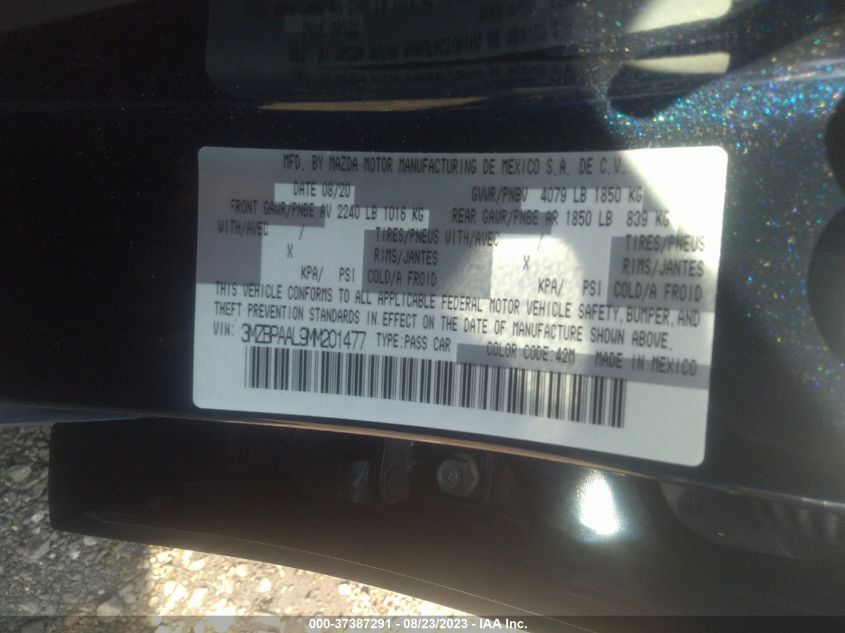 MFD. BY MAZDA MOTOR MANUFACTURING DE MEXICO S.A. DE C.V.
DATE 08/20 GVWR/PNBV 4079 LB 1850 KG
FRONT GAWR/PNBE AV 2240 LB 1016 KG REAR GAWR/PNBE AR 1850 LB 839 KG
WITH/AVEC / TIRES/PNEUS WITH/AVEC / TIRES/PNEUS
X RIMS/JANTES X RIMS/JANTES
KPA/ PSI COLD/A FROID KPA/ PSI COLD/A FROID
THIS VEHICLE CONFORMS TO ALL APPLICABLE FEDERAL MOTOR VEHICLE SAFETY, BUMPER, AND
THEFT PREVENTION STANDARDS IN EFFECT ON THE DATE OF MANUFACTURE SHOWN ABOVE.
VIN: 3MZBPAAL9MM201477 TYPE:PASS CAR COLOR CODE:42M MADE IN MEXICO
000-37387291 - 08/23/2023 - IAA Inc.